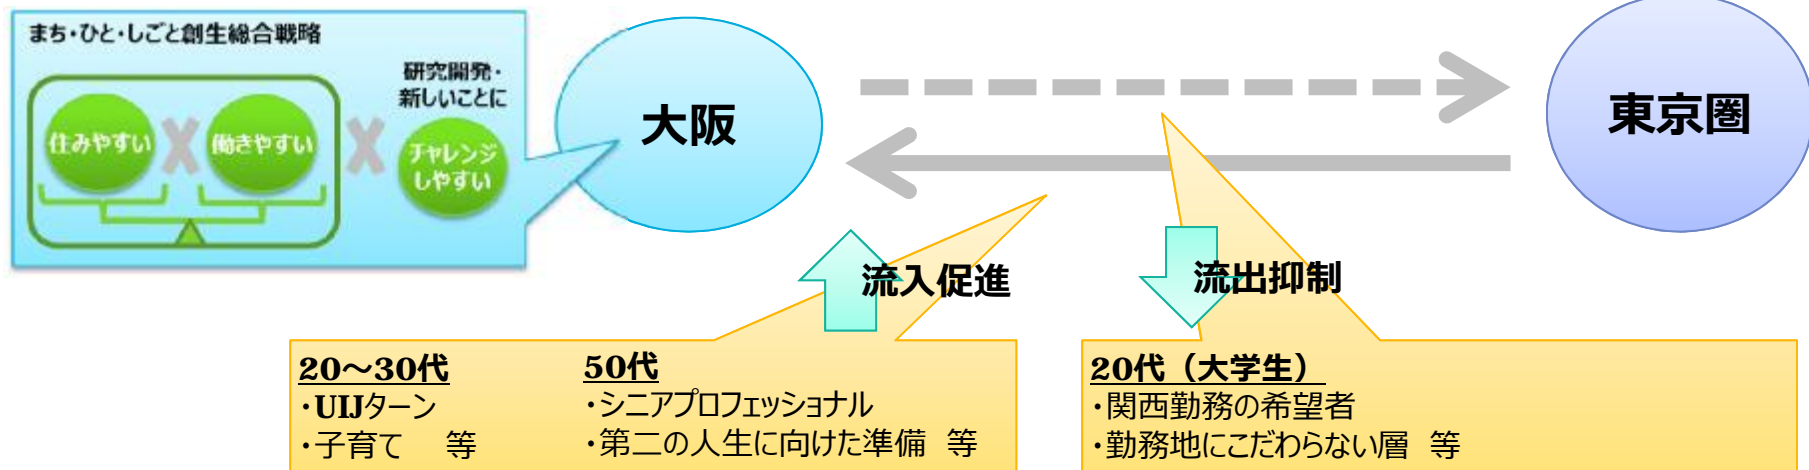 まち・ひと・しごと創生総合戦略
住みやすい
働きやすい
研究開発・
新しいことに
チャレンジ
しやすい
大阪
東京圏
流入促進
流出抑制
20～30代
・UIJターン
・子育て 等
50代
・シニアプロフェッショナル
・第二の人生に向けた準備 等
20代（大学生）
・関西勤務の希望者
・勤務地にこだわらない層 等